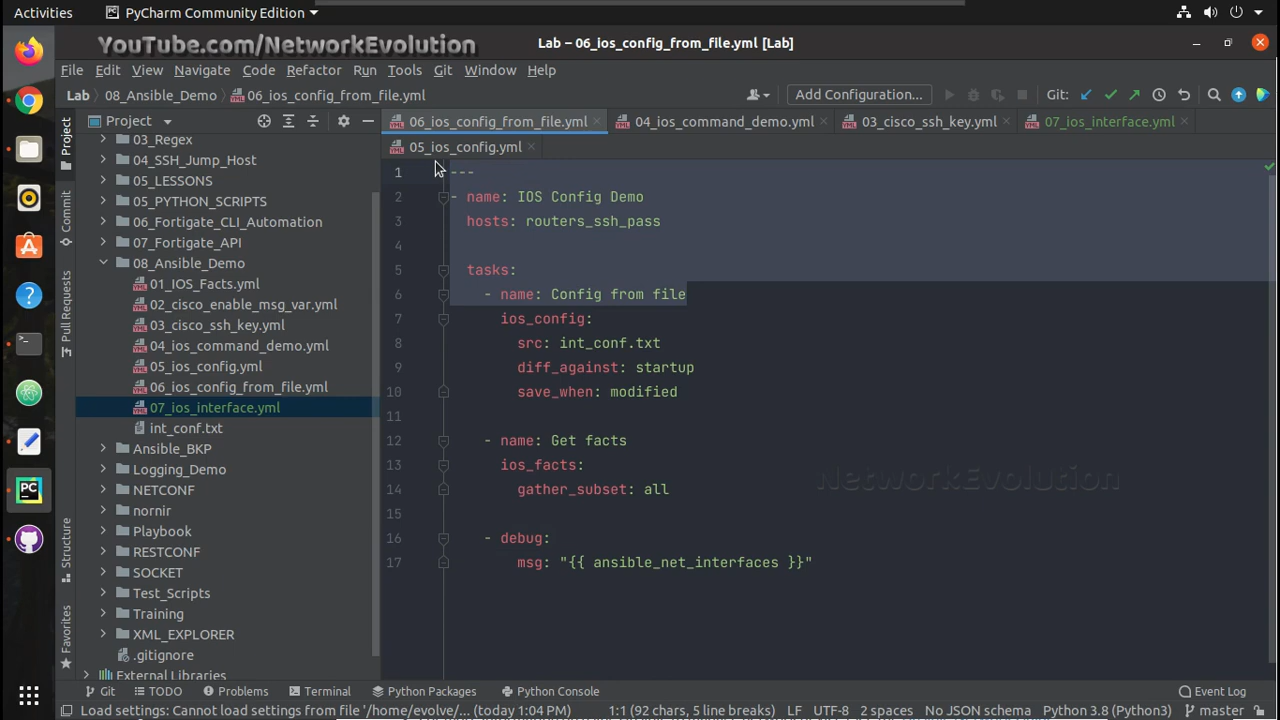 Activities PyCharm Community Edition
YouTube.com/NetworkEvolution Lab – 06_ios_config_from_file.yml [Lab]
File Edit View Navigate Code Refactor Run Tools Git Window Help
Lab 08_Ansible_Demo 06_ios_config_from_file.yml Add Configuration... Git:
Project 06_ios_config_from_file.yml 04_ios_command_demo.yml 03_cisco_ssh_key.yml 07_ios_interface.yml
05_ios_config.yml
Project
Commit
Pull Requests
Structure
Favorites
03_Regex
04_SSH_Jump_Host
05_LESSONS
05_PYTHON_SCRIPTS
06_Fortigate_CLI_Automation
07_Fortigate_API
08_Ansible_Demo
01_IOS_Facts.yml
02_cisco_enable_msg_var.yml
03_cisco_ssh_key.yml
04_ios_command_demo.yml
05_ios_config.yml
06_ios_config_from_file.yml
07_ios_interface.yml
int_conf.txt
Ansible_BKP
Logging_Demo
NETCONF
nornir
Playbook
RESTCONF
SOCKET
Test_Scripts
Training
XML_EXPLORER
.gitignore
External Libraries
1 ---
2 - name: IOS Config Demo
3 hosts: routers_ssh_pass
4
5 tasks:
6 - name: Config from file
7 ios_config:
8 src: int_conf.txt
9 diff_against: startup
10 save_when: modified
11
12 - name: Get facts
13 ios_facts:
14 gather_subset: all
15
16 - debug:
17 msg: "{{ ansible_net_interfaces }}"
NetworkEvolution
Git TODO Problems Terminal Python Packages Python Console Event Log
Load settings: Cannot load settings from file '/home/evolve/... (today 1:04 PM) 1:1 (92 chars, 5 line breaks) LF UTF-8 2 spaces No JSON schema Python 3.8 (Python3) master